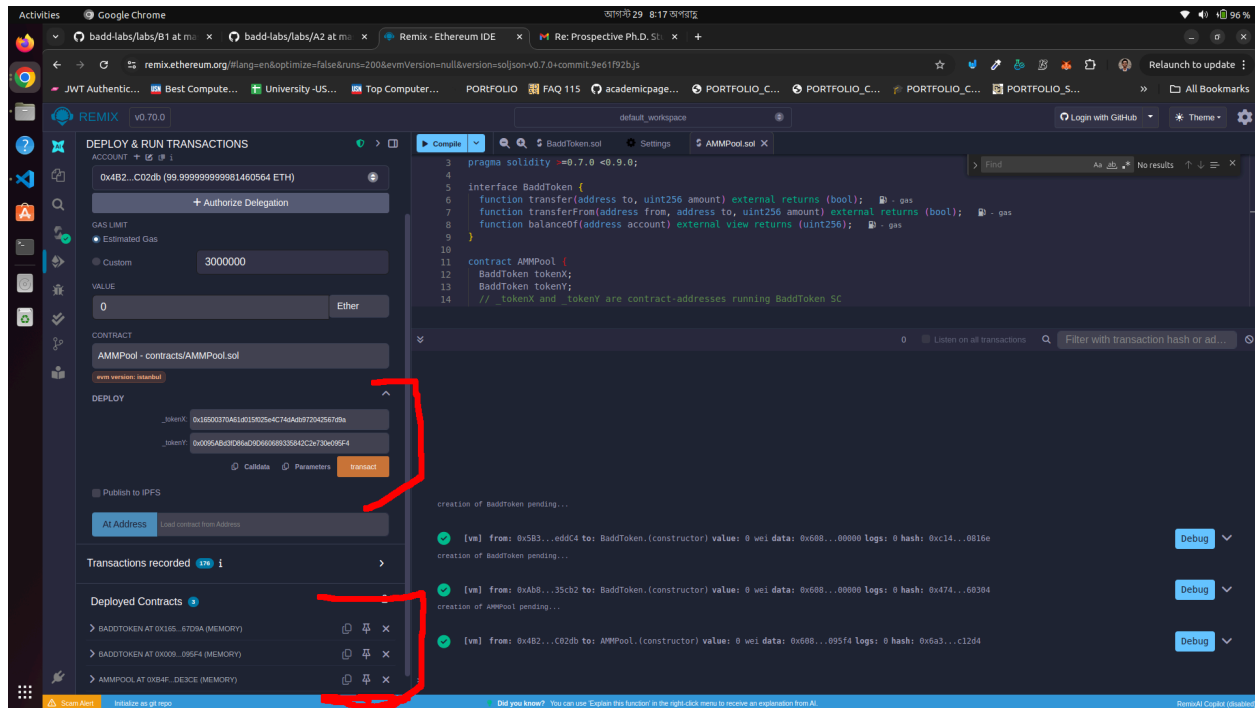 Activities Google Chrome আগস্ট 29 8:17 অপরাহ্ণ 96 %
badd-labs/labs/B1 at ma × badd-labs/labs/A2 at ma × Remix - Ethereum IDE × Re: Prospective Ph.D. Stu × +
remix.ethereum.org/#lang=en&optimize=false&runs=200&evmVersion=null&version=soljson-v0.7.0+commit.9e61f92b.js Relaunch to update
JWT Authentic... Best Compute... University -US... Top Computer... PORtFOLIO FAQ 115 academicpage... PORTFOLIO_C... PORTFOLIO_C... PORTFOLIO_C... PORTFOLIO_S... » All Bookmarks
REMIX v0.70.0 default_workspace Login with GitHub Theme
DEPLOY & RUN TRANSACTIONS
ACCOUNT
0x4B2...C02db (99.999999999981460564 ETH)
+ Authorize Delegation
GAS LIMIT
Estimated Gas
Custom 3000000
VALUE
0 Ether
CONTRACT
AMMPool - contracts/AMMPool.sol
evm version: istanbul
DEPLOY
_tokenX: 0x16500370A61d015f025e4C74dAdb972042567d9a
_tokenY: 0x0095ABd3fD86aD9D660689335842C2e730e095F4
Calldata Parameters transact
Publish to IPFS
At Address Load contract from Address
Transactions recorded 176 i
Deployed Contracts 3
BADDTOKEN AT 0X165...67D9A (MEMORY)
BADDTOKEN AT 0X009...095F4 (MEMORY)
AMMPOOL AT 0XB4F...DE3CE (MEMORY)
Compile BaddToken.sol Settings AMMPool.sol ×
3 pragma solidity >=0.7.0 <0.9.0;
4
5 interface BaddToken {
6 function transfer(address to, uint256 amount) external returns (bool); - gas
7 function transferFrom(address from, address to, uint256 amount) external returns (bool); - gas
8 function balanceOf(address account) external view returns (uint256); - gas
9 }
10
11 contract AMMPool {
12 BaddToken tokenX;
13 BaddToken tokenY;
14 // _tokenX and _tokenY are contract-addresses running BaddToken SC
Find Aa ab .* No results
0 Listen on all transactions Filter with transaction hash or ad...
creation of BaddToken pending...
[vm] from: 0x5B3...eddC4 to: BaddToken.(constructor) value: 0 wei data: 0x608...00000 logs: 0 hash: 0xc14...0816e Debug
creation of BaddToken pending...
[vm] from: 0xAb8...35cb2 to: BaddToken.(constructor) value: 0 wei data: 0x608...00000 logs: 0 hash: 0x474...60304 Debug
creation of AMMPool pending...
[vm] from: 0x4B2...C02db to: AMMPool.(constructor) value: 0 wei data: 0x608...095f4 logs: 0 hash: 0x6a3...c12d4 Debug
Scam Alert Initialize as git repo Did you know? You can use 'Explain this function' in the right-click menu to receive an explanation from AI. RemixAI Copilot (disabled)